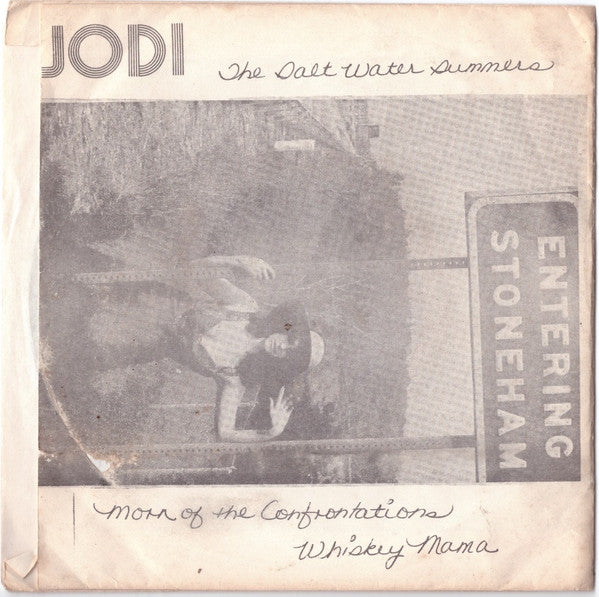 JODI
The Salt Water Summers
ENTERING
STONEHAM
Morn of the Confrontations
Whiskey Mama